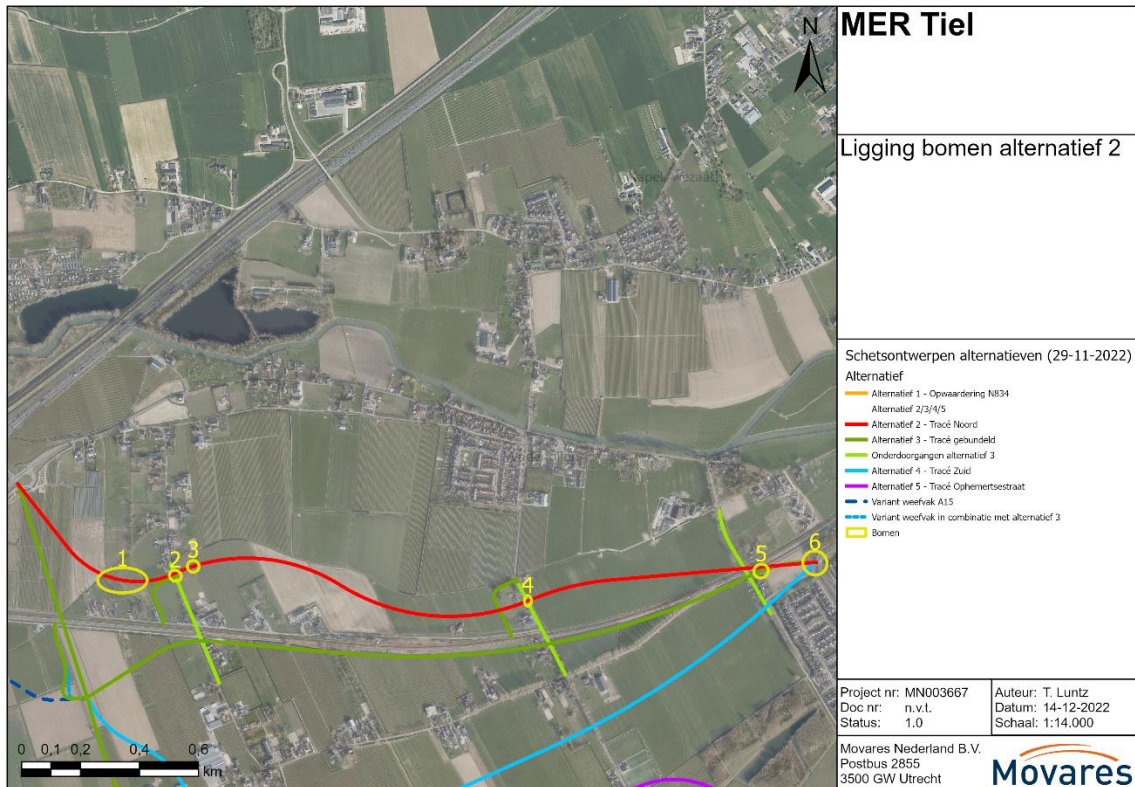 MER Tiel
N
Ligging bomen alternatief 2
Schetsontwerpen alternatieven (29-11-2022)
Alternatief
Alternatief 1 - Opwaardering N834
Alternatief 2/3/4/5
Alternatief 2 - Tracé Noord
Alternatief 3 - Tracé gebundeld
Onderdoorgangen alternatief 3
Alternatief 4 - Tracé Zuid
Alternatief 5 - Tracé Ophemertsestraat
Variant weefvak A15
Variant weefvak in combinatie met alternatief 3
Bomen
1
2
3
4
5
6
0 0,2 0,4 0,6
km
Project nr: MN003667
Doc nr: n.v.t.
Status: 1.0
Auteur: T. Luntz
Datum: 14-12-2022
Schaal: 1:14.000
Movares Nederland B.V.
Postbus 2855
3500 GW Utrecht
Movares